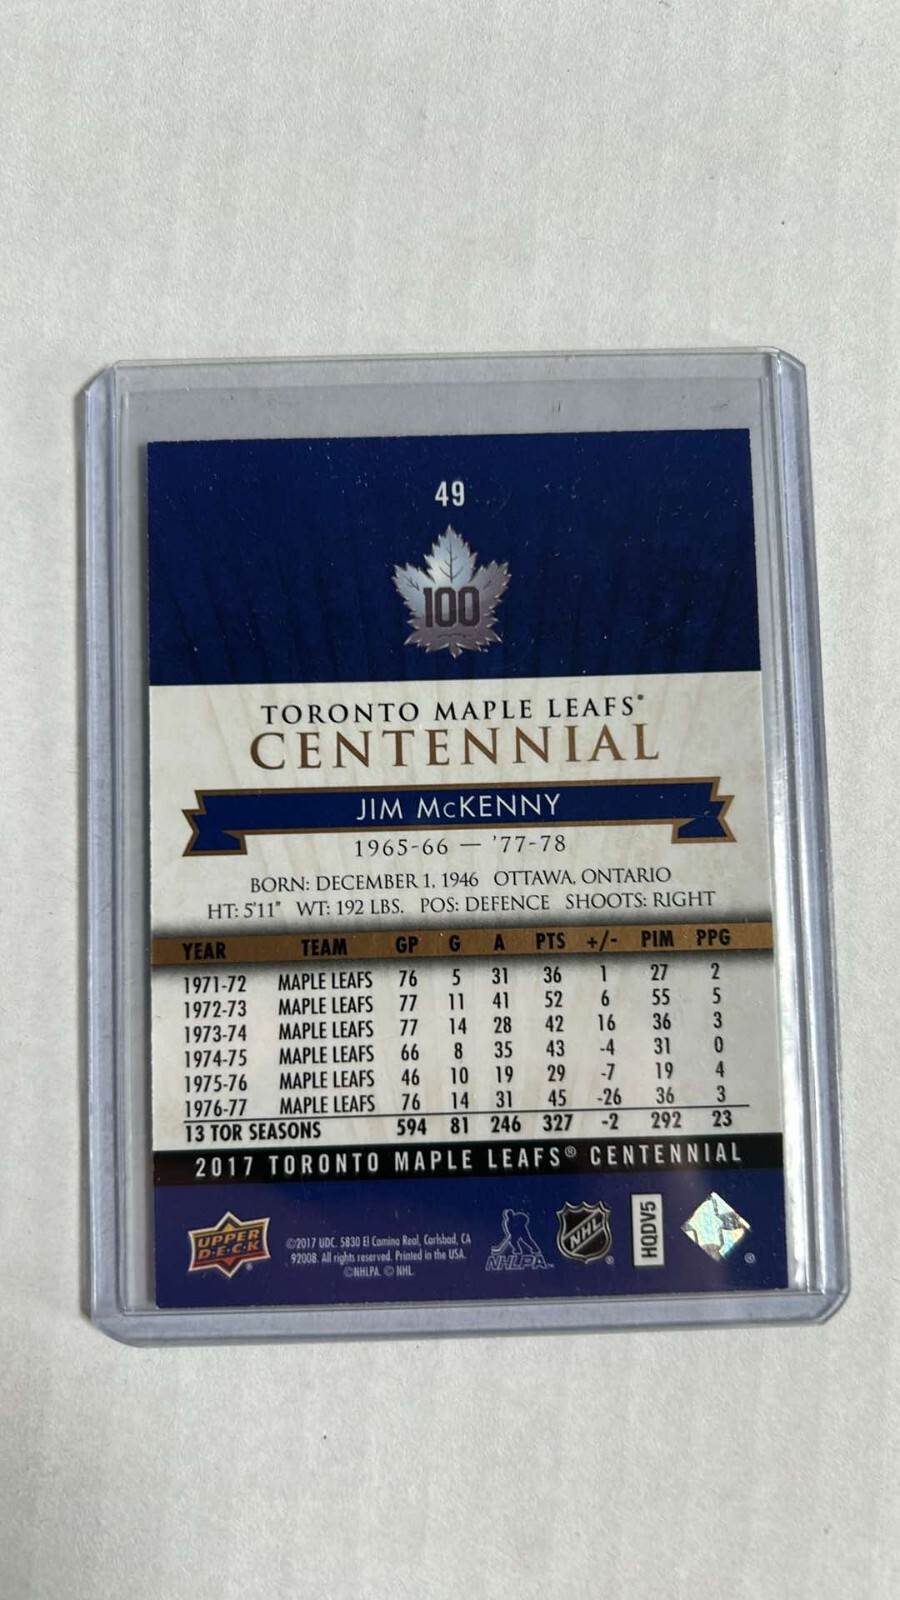 49
100
TORONTO MAPLE LEAFS®
CENTENNIAL
JIM McKENNY
1965-66 — '77-78
BORN: DECEMBER 1, 1946 OTTAWA, ONTARIO
HT: 5'11" WT: 192 LBS. POS: DEFENCE SHOOTS: RIGHT
YEAR TEAM GP G A PTS +/- PIM PPG
1971-72 MAPLE LEAFS 76 5 31 36 1 27 2
1972-73 MAPLE LEAFS 77 11 41 52 6 55 5
1973-74 MAPLE LEAFS 77 14 28 42 16 36 3
1974-75 MAPLE LEAFS 66 8 35 43 -4 31 0
1975-76 MAPLE LEAFS 46 10 19 29 -7 19 4
1976-77 MAPLE LEAFS 76 14 31 45 -26 36 3
13 TOR SEASONS 594 81 246 327 -2 292 23
2017 TORONTO MAPLE LEAFS® CENTENNIAL
UPPER
D·E·C·K
©2017 UDC. 5830 El Camino Real, Carlsbad, CA
92008. All rights reserved. Printed in the USA.
©NHLPA. © NHL.
NHLPA
NHL
®
HQDV5
®